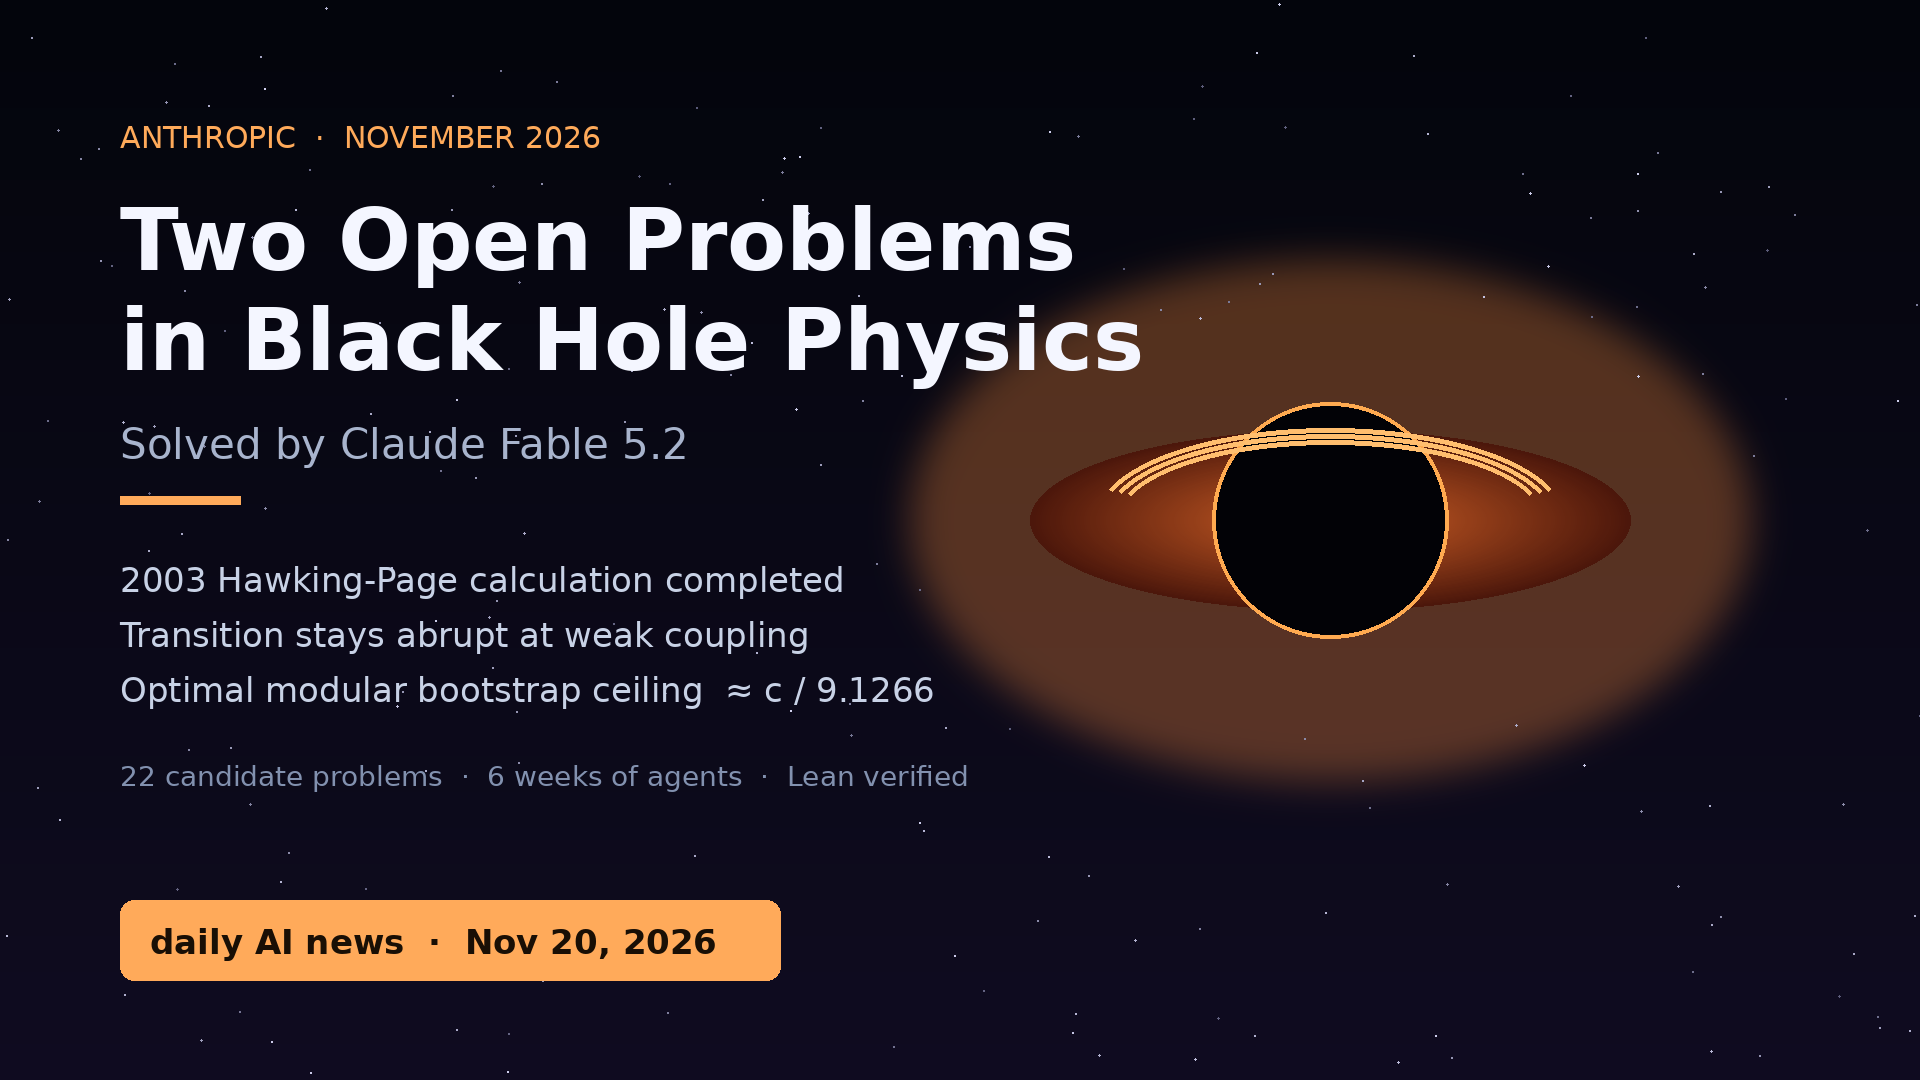 ANTHROPIC · NOVEMBER 2026
Two Open Problems
in Black Hole Physics
Solved by Claude Fable 5.2
2003 Hawking-Page calculation completed
Transition stays abrupt at weak coupling
Optimal modular bootstrap ceiling ≈ c / 9.1266
22 candidate problems · 6 weeks of agents · Lean verified
daily AI news · Nov 20, 2026